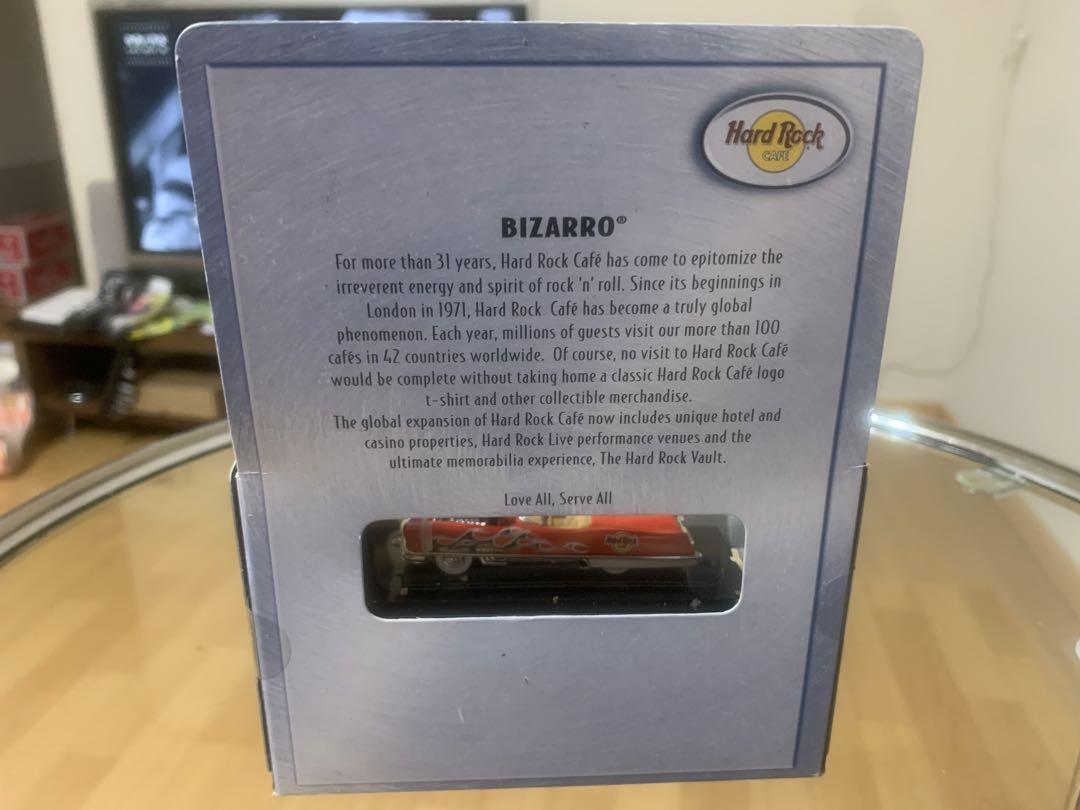 Hard Rock
CAFE
BIZARRO®
For more than 31 years, Hard Rock Café has come to epitomize the
irreverent energy and spirit of rock 'n' roll. Since its beginnings in
London in 1971, Hard Rock Café has become a truly global
phenomenon. Each year, millions of guests visit our more than 100
cafés in 42 countries worldwide. Of course, no visit to Hard Rock Café
would be complete without taking home a classic Hard Rock Café logo
t-shirt and other collectible merchandise.
The global expansion of Hard Rock Café now includes unique hotel and
casino properties, Hard Rock Live performance venues and the
ultimate memorabilia experience, The Hard Rock Vault.
Love All, Serve All
Hard Rock